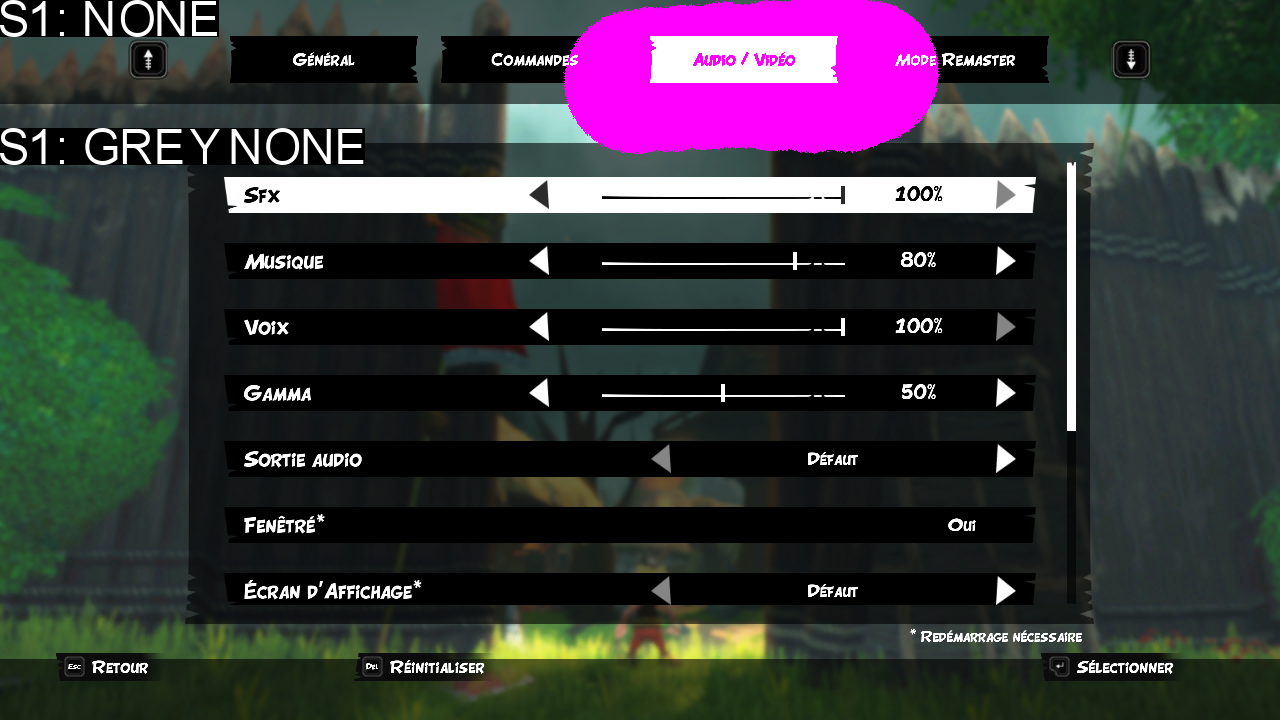 S1: NONE
Général
Commandes
Audio / Vidéo
Mode Remaster
S1: GREY NONE
Sfx 100%
Musique 80%
Voix 100%
Gamma 50%
Sortie audio Défaut
Fenêtré* Oui
Écran d'Affichage* Défaut
* Redémarrage nécessaire
Esc Retour
Del Réinitialiser
Sélectionner